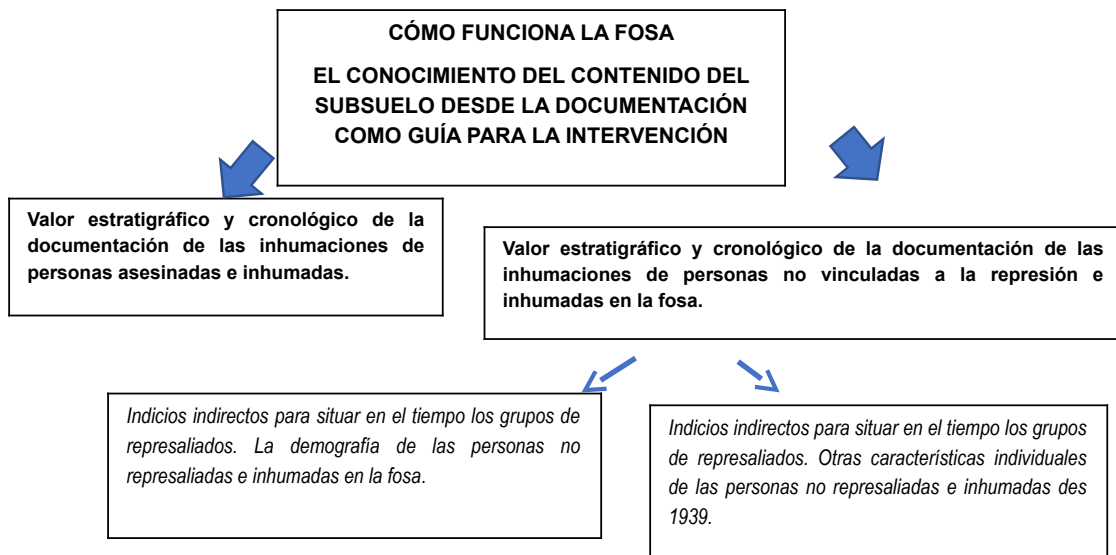 CÓMO FUNCIONA LA FOSA
EL CONOCIMIENTO DEL CONTENIDO DEL
SUBSUELO DESDE LA DOCUMENTACIÓN
COMO GUÍA PARA LA INTERVENCIÓN
Valor estratigráfico y cronológico de la
documentación de las inhumaciones de
personas asesinadas e inhumadas.
Valor estratigráfico y cronológico de la documentación de las
inhumaciones de personas no vinculadas a la represión e
inhumadas en la fosa.
Indicios indirectos para situar en el tiempo los grupos de
represaliados. La demografía de las personas no
represaliadas e inhumadas en la fosa.
Indicios indirectos para situar en el tiempo los grupos
de represaliados. Otras características individuales
de las personas no represaliadas e inhumadas des
1939.